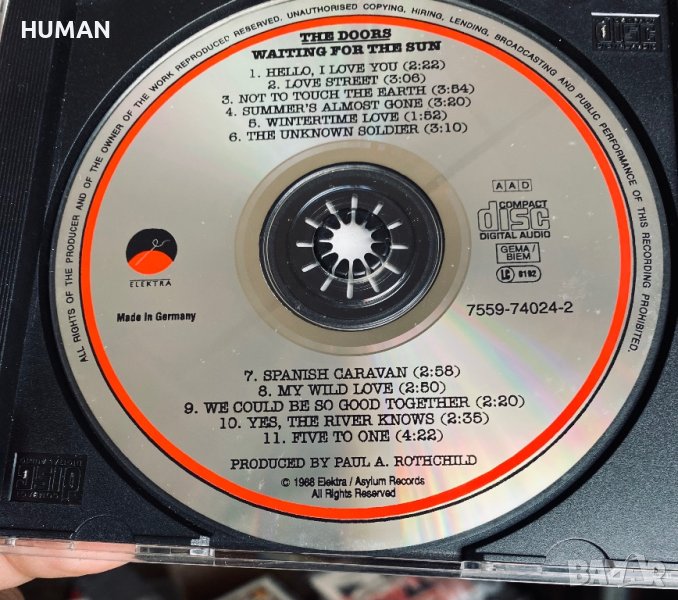 HUMAN
ALL RIGHTS OF THE PRODUCER AND OF THE OWNER OF THE WORK REPRODUCED RESERVED. UNAUTHORISED COPYING, HIRING, LENDING, BROADCASTING AND PUBLIC PERFORMANCE OF THIS RECORDING PROHIBITED.
THE DOORS
WAITING FOR THE SUN
1. HELLO, I LOVE YOU (2:22)
2. LOVE STREET (3:06)
3. NOT TO TOUCH THE EARTH (3:54)
4. SUMMER'S ALMOST GONE (3:20)
5. WINTERTIME LOVE (1:52)
6. THE UNKNOWN SOLDIER (3:10)
AAD
COMPACT
disc
DIGITAL AUDIO
GEMA/
BIEM
LC 0192
ELEKTRA
Made in Germany
7559-74024-2
7. SPANISH CARAVAN (2:58)
8. MY WILD LOVE (2:50)
9. WE COULD BE SO GOOD TOGETHER (2:20)
10. YES, THE RIVER KNOWS (2:35)
11. FIVE TO ONE (4:22)
PRODUCED BY PAUL A. ROTHCHILD
© 1968 Elektra / Asylum Records
All Rights Reserved
BAZAR